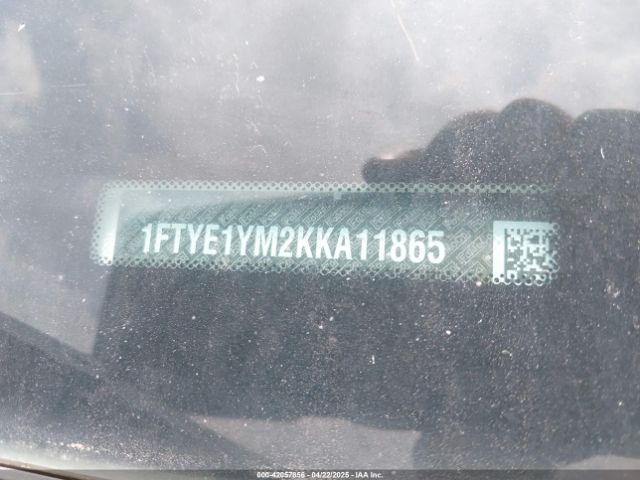 1FTYE1YM2KKA11865
000-42057856 - 04/22/2025 - IAA Inc.